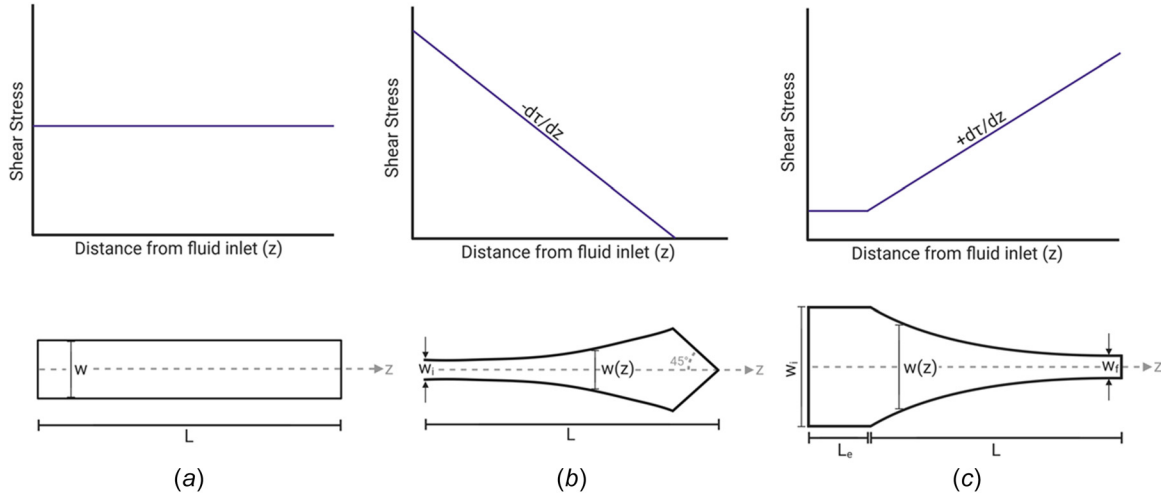 Shear Stress
Distance from fluid inlet (z)
w
z
L
(a)
Shear Stress
-dτ/dz
Distance from fluid inlet (z)
wᵢ
w(z)
45°
z
L
(b)
Shear Stress
+dτ/dz
Distance from fluid inlet (z)
wᵢ
w(z)
w_f
z
Lₑ
L
(c)